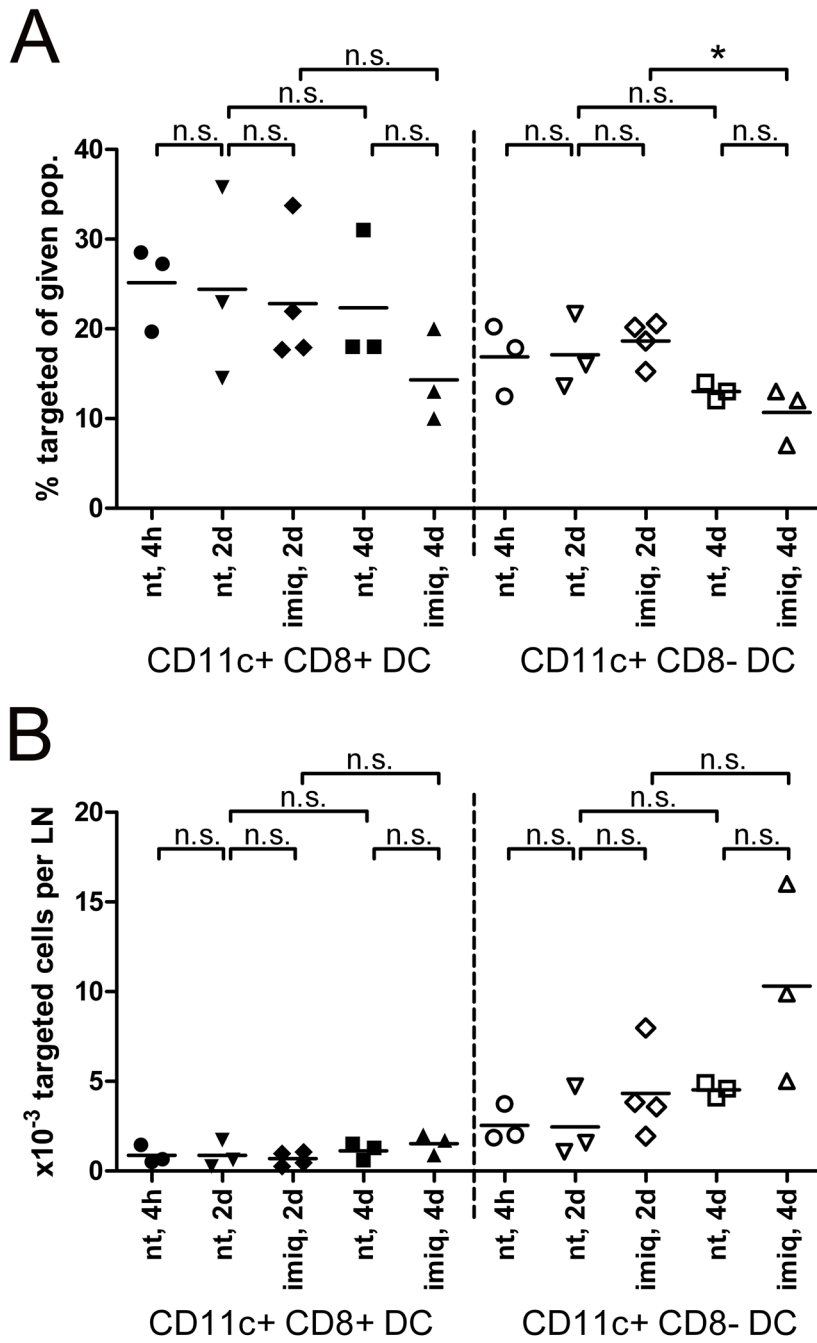 A
n.s.
*
n.s.
n.s.
n.s.
n.s.
n.s.
n.s.
n.s.
n.s.
% targeted of given pop.
40
30
20
10
0
nt, 4h
nt, 2d
imiq, 2d
nt, 4d
imiq, 4d
nt, 4h
nt, 2d
imiq, 2d
nt, 4d
imiq, 4d
CD11c+ CD8+ DC
CD11c+ CD8- DC
B
n.s.
n.s.
n.s.
n.s.
n.s.
n.s.
n.s.
n.s.
n.s.
n.s.
x10⁻³ targeted cells per LN
20
15
10
5
0
nt, 4h
nt, 2d
imiq, 2d
nt, 4d
imiq, 4d
nt, 4h
nt, 2d
imiq, 2d
nt, 4d
imiq, 4d
CD11c+ CD8+ DC
CD11c+ CD8- DC